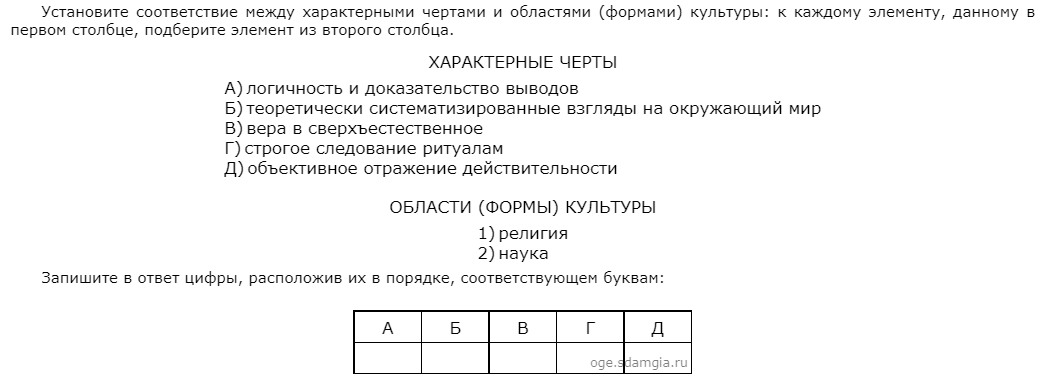 Установите соответствие между характерными чертами и областями (формами) культуры: к каждому элементу, данному в
первом столбце, подберите элемент из второго столбца.
ХАРАКТЕРНЫЕ ЧЕРТЫ
А) логичность и доказательство выводов
Б) теоретически систематизированные взгляды на окружающий мир
В) вера в сверхъестественное
Г) строгое следование ритуалам
Д) объективное отражение действительности
ОБЛАСТИ (ФОРМЫ) КУЛЬТУРЫ
1) религия
2) наука
Запишите в ответ цифры, расположив их в порядке, соответствующем буквам:
А Б В Г Д
oge.sdamgia.ru